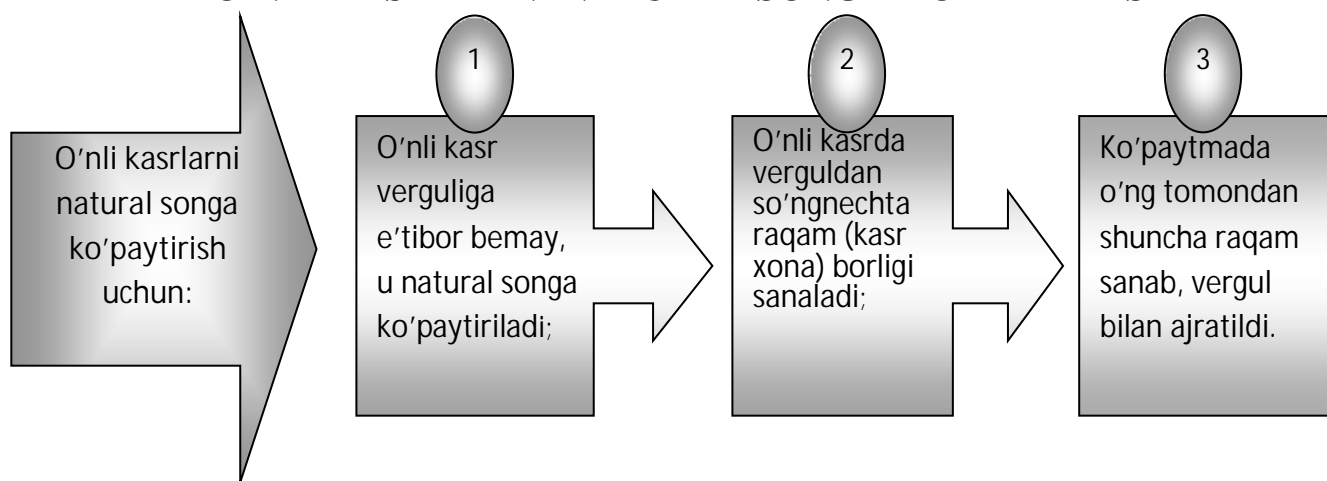 O'nli kasrlarni
natural songa
ko'paytirish
uchun:
1
O'nli kasr
verguliga
e'tibor bemay,
u natural songa
ko'paytiriladi;
2
O'nli kasrda
verguldan
so'ngnechta
raqam (kasr
xona) borligi
sanaladi;
3
Ko'paytmada
o'ng tomondan
shuncha raqam
sanab, vergul
bilan ajratildi.